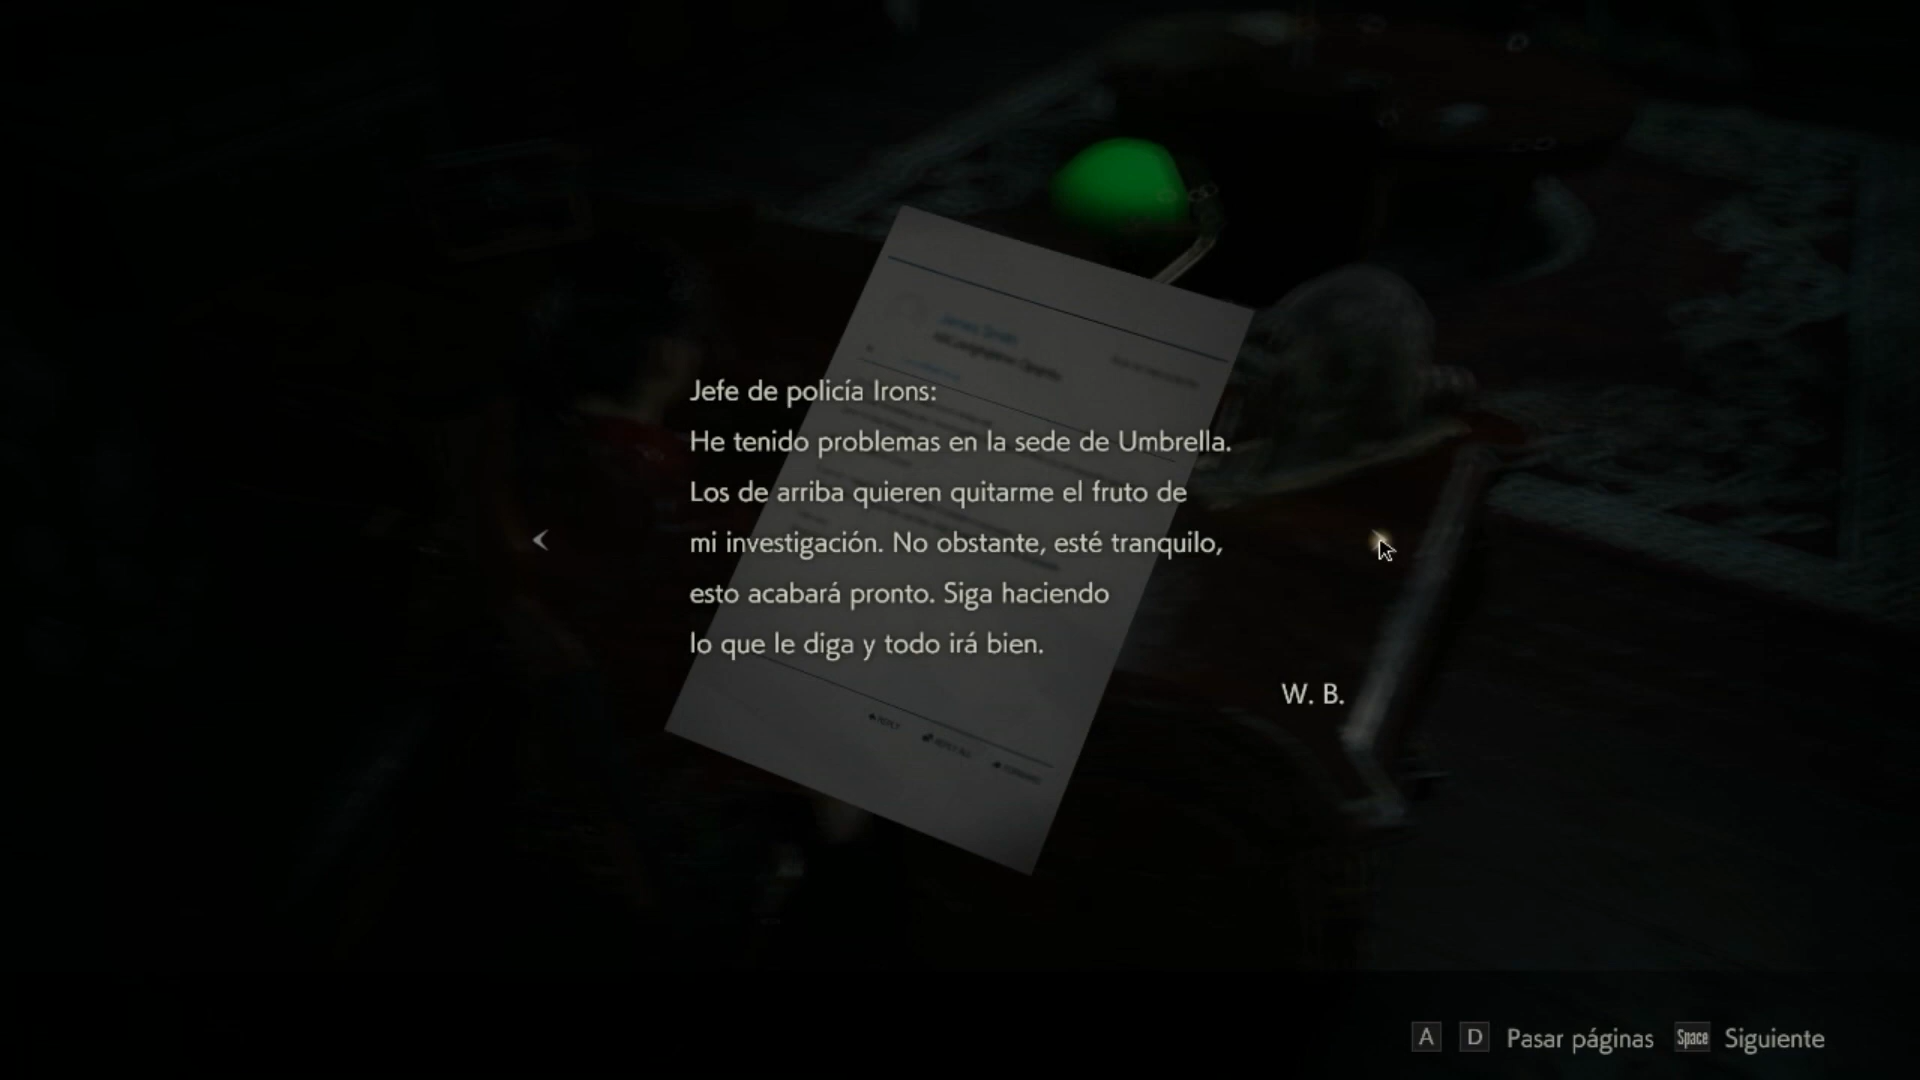 Jefe de policía Irons:
He tenido problemas en la sede de Umbrella.
Los de arriba quieren quitarme el fruto de
mi investigación. No obstante, esté tranquilo,
esto acabará pronto. Siga haciendo
lo que le diga y todo irá bien.
W. B.
A D Pasar páginas Space Siguiente